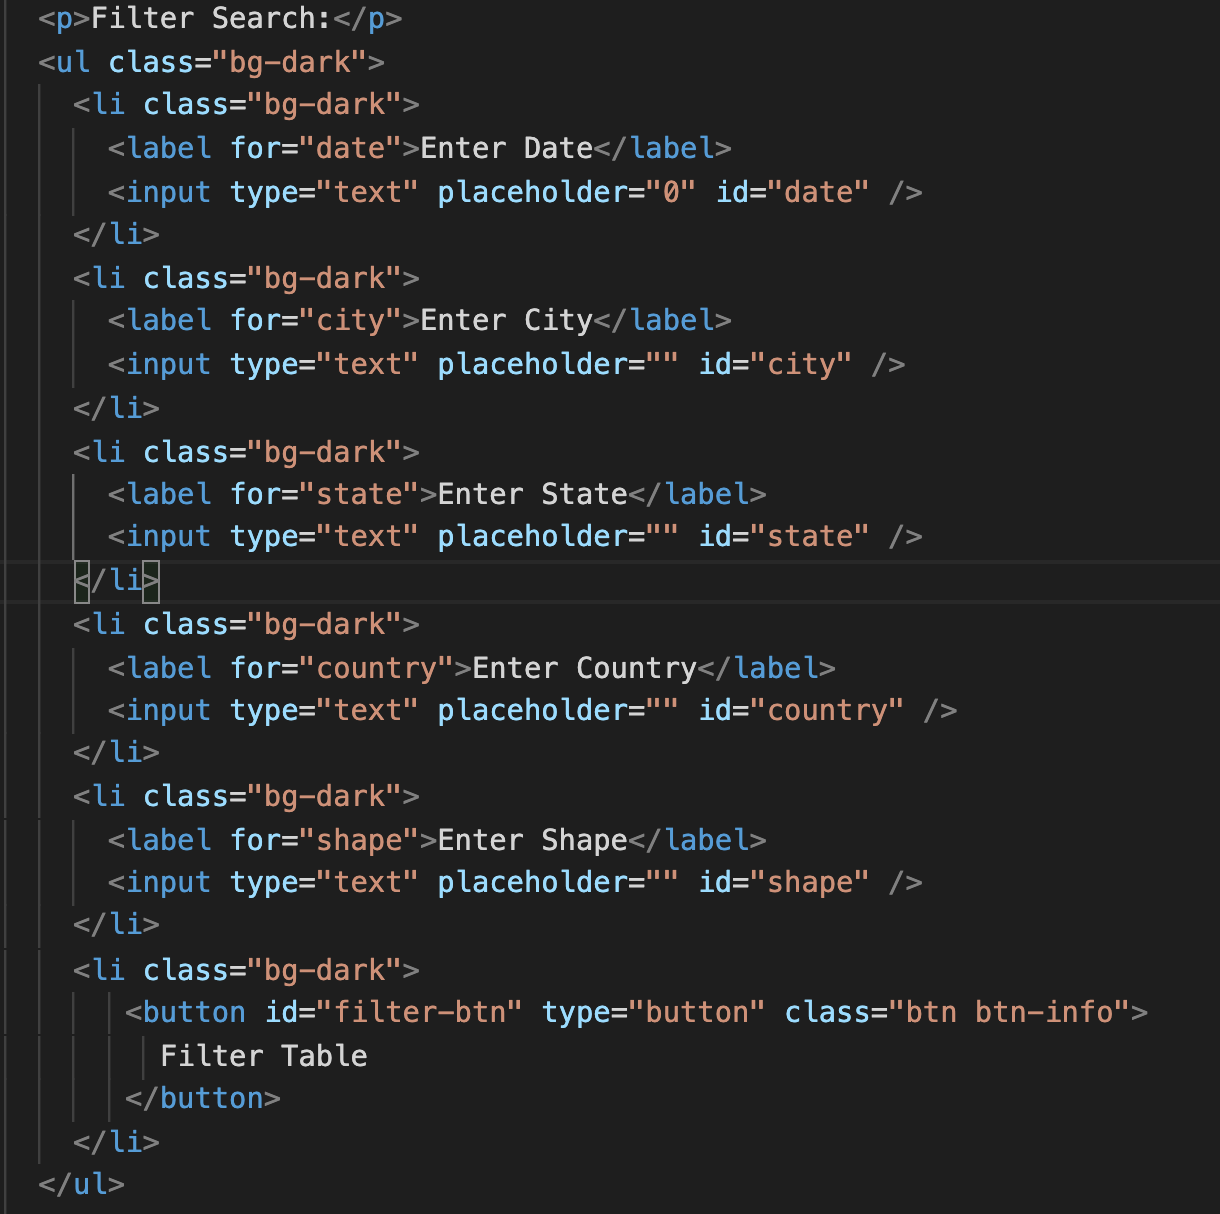 <p>Filter Search:</p>
<ul class="bg-dark">
  <li class="bg-dark">
    <label for="date">Enter Date</label>
    <input type="text" placeholder="0" id="date" />
  </li>
  <li class="bg-dark">
    <label for="city">Enter City</label>
    <input type="text" placeholder="" id="city" />
  </li>
  <li class="bg-dark">
    <label for="state">Enter State</label>
    <input type="text" placeholder="" id="state" />
  </li>
  <li class="bg-dark">
    <label for="country">Enter Country</label>
    <input type="text" placeholder="" id="country" />
  </li>
  <li class="bg-dark">
    <label for="shape">Enter Shape</label>
    <input type="text" placeholder="" id="shape" />
  </li>
  <li class="bg-dark">
     <button id="filter-btn" type="button" class="btn btn-info">
       Filter Table
     </button>
  </li>
</ul>